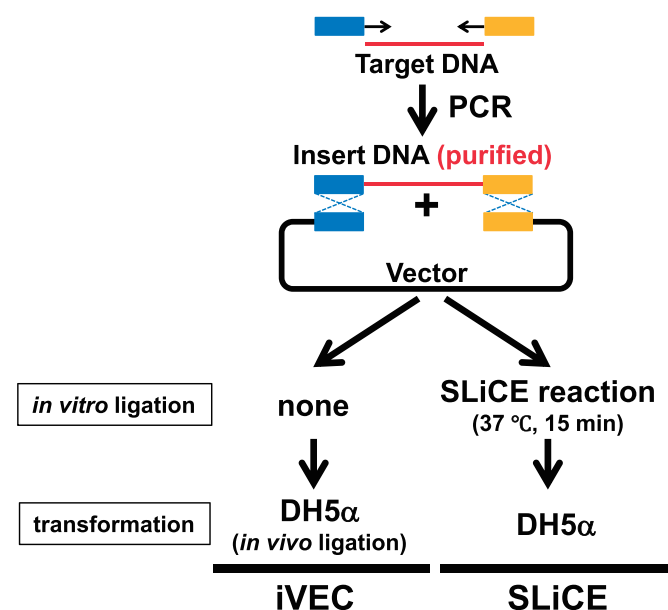 Target DNA
PCR
Insert DNA (purified)
+
Vector
in vitro ligation
none
SLiCE reaction
(37 ℃, 15 min)
transformation
DH5α
(in vivo ligation)
DH5α
iVEC
SLiCE